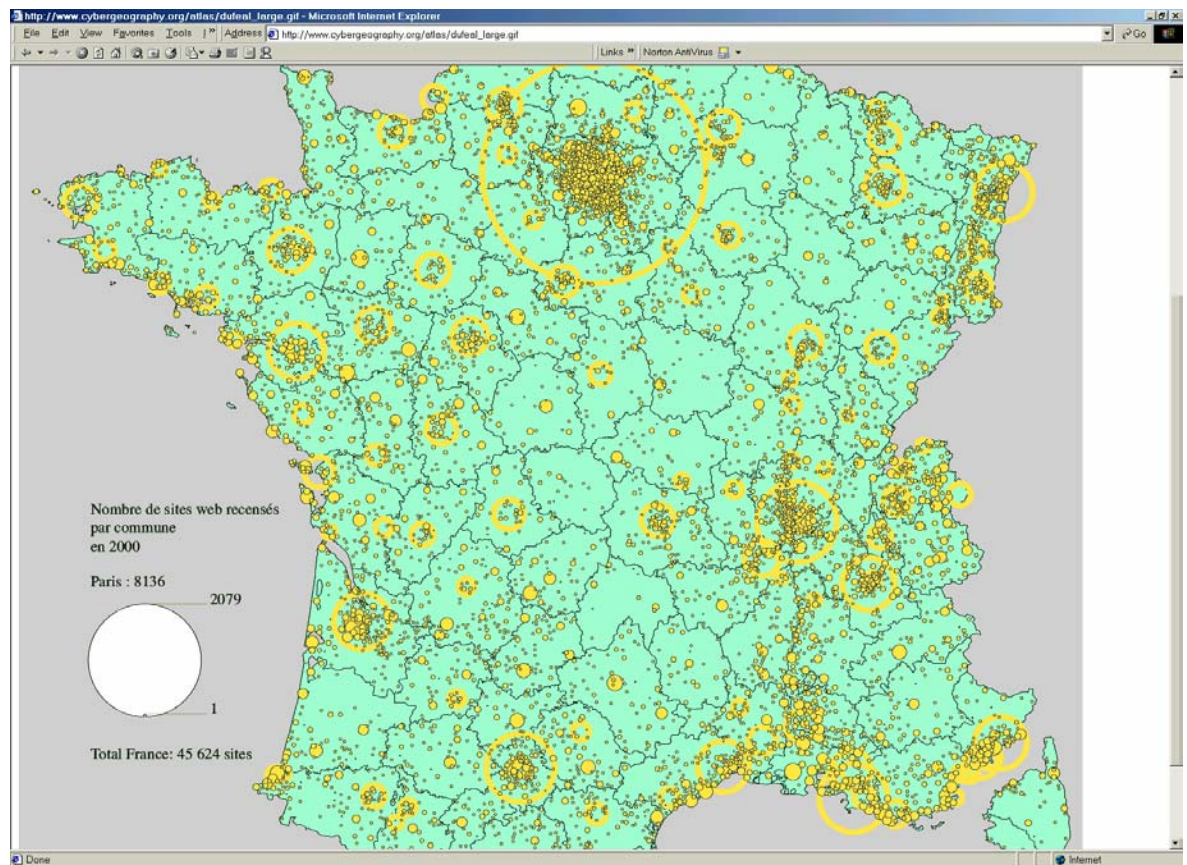 http://www.cybergeography.org/atlas/dufeal_large.gif - Microsoft Internet Explorer
File Edit View Favorites Tools » Address http://www.cybergeography.org/atlas/dufeal_large.gif Go
Links » Norton AntiVirus
Nombre de sites web recensés
par commune
en 2000
Paris : 8136
2079
1
Total France: 45 624 sites
Done Internet